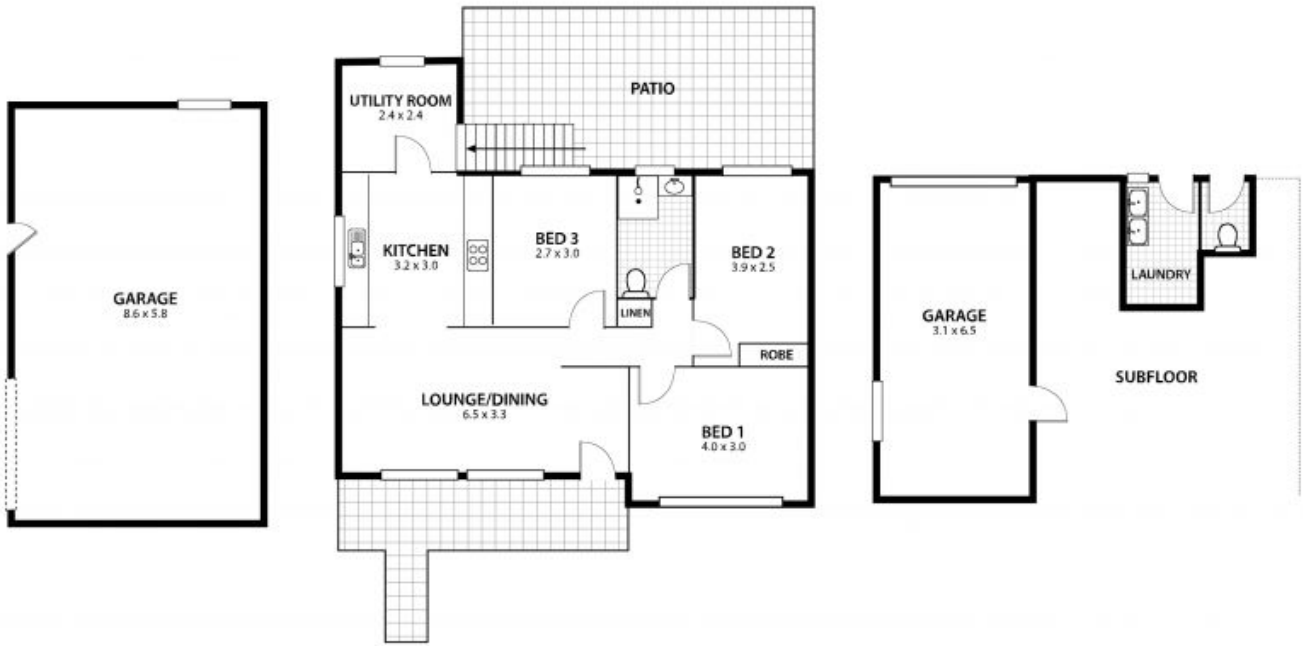 GARAGE
8.6 x 5.8
UTILITY ROOM
2.4 x 2.4
PATIO
KITCHEN
3.2 x 3.0
BED 3
2.7 x 3.0
BED 2
3.9 x 2.5
LINEN
ROBE
LOUNGE/DINING
6.5 x 3.3
BED 1
4.0 x 3.0
GARAGE
3.1 x 6.5
LAUNDRY
SUBFLOOR